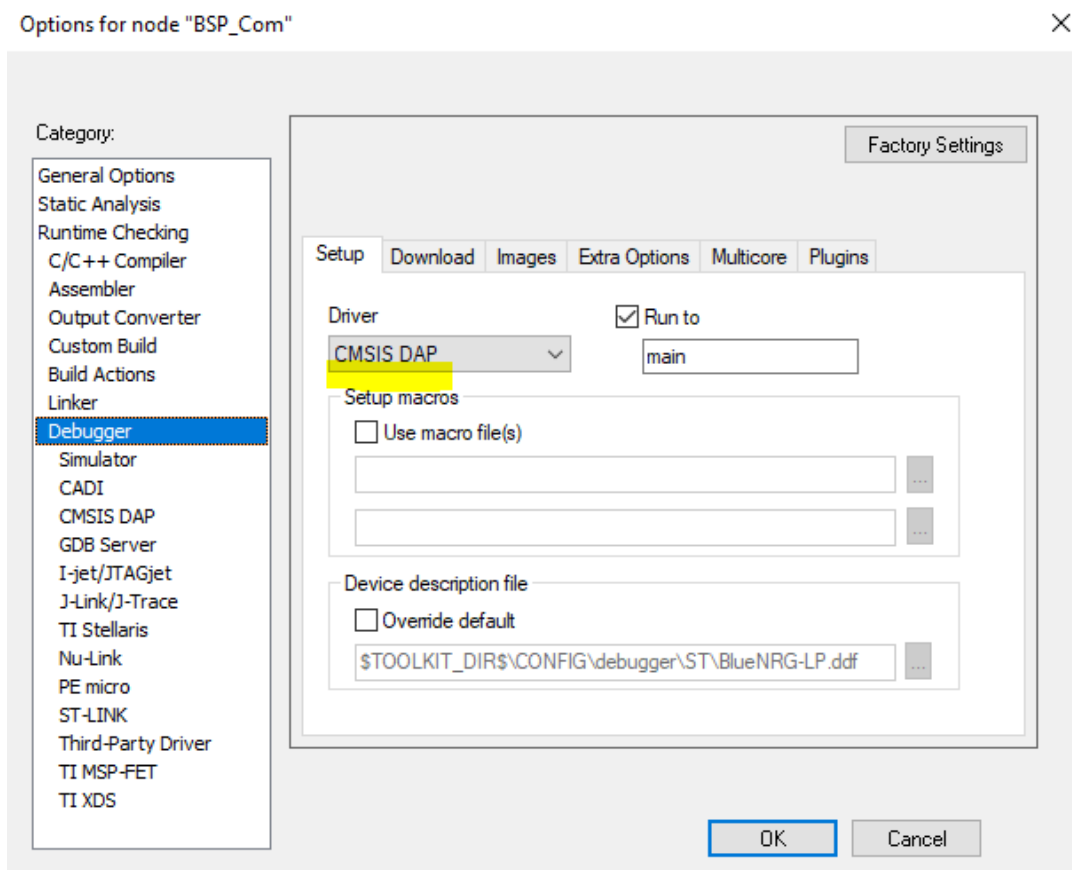 Options for node "BSP_Com"
Category:
General Options
Static Analysis
Runtime Checking
C/C++ Compiler
Assembler
Output Converter
Custom Build
Build Actions
Linker
Debugger
Simulator
CADI
CMSIS DAP
GDB Server
I-jet/JTAGjet
J-Link/J-Trace
TI Stellaris
Nu-Link
PE micro
ST-LINK
Third-Party Driver
TI MSP-FET
TI XDS
Factory Settings
Setup Download Images Extra Options Multicore Plugins
Driver
CMSIS DAP
Run to
main
Setup macros
Use macro file(s)
...
...
Device description file
Override default
$TOOLKIT_DIR$\CONFIG\debugger\ST\BlueNRG-LP.ddf
...
OK Cancel